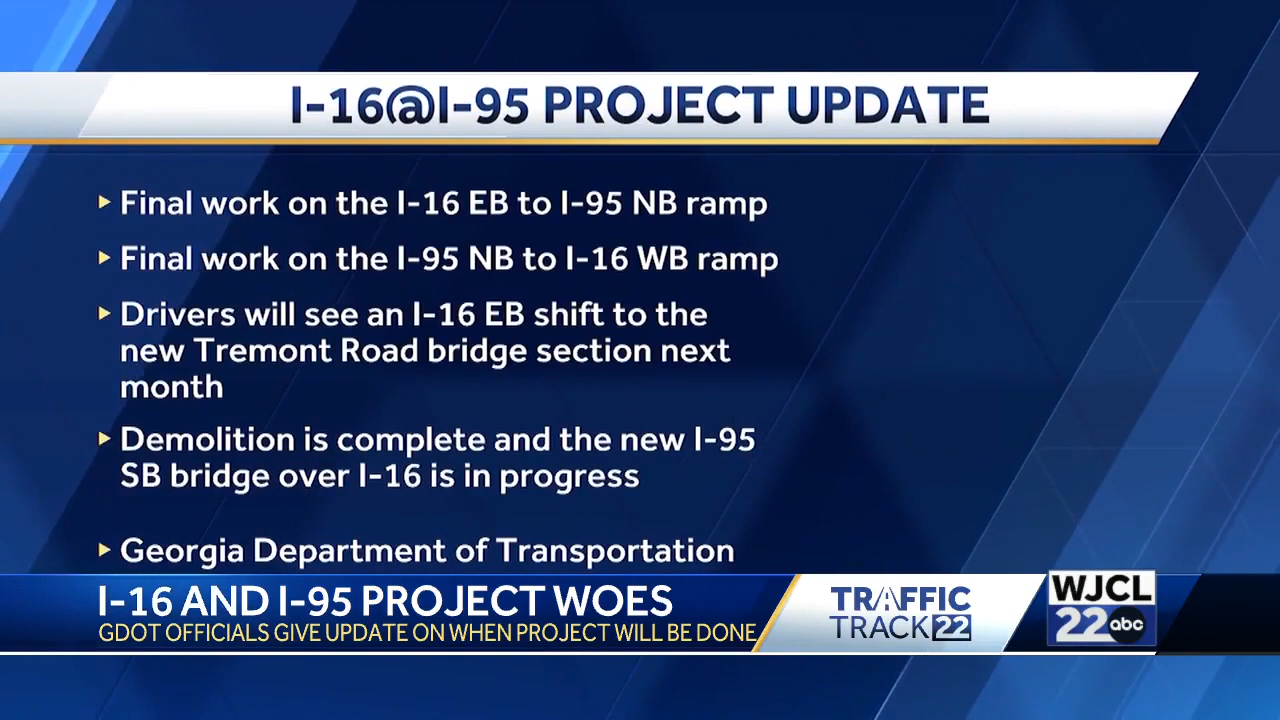 I-16@I-95 PROJECT UPDATE
Final work on the I-16 EB to I-95 NB ramp
Final work on the I-95 NB to I-16 WB ramp
Drivers will see an I-16 EB shift to the
new Tremont Road bridge section next
month
Demolition is complete and the new I-95
SB bridge over I-16 is in progress
Georgia Department of Transportation
I-16 AND I-95 PROJECT WOES
GDOT OFFICIALS GIVE UPDATE ON WHEN PROJECT WILL BE DONE
TRAFFIC
TRACK 22
WJCL
22 abc